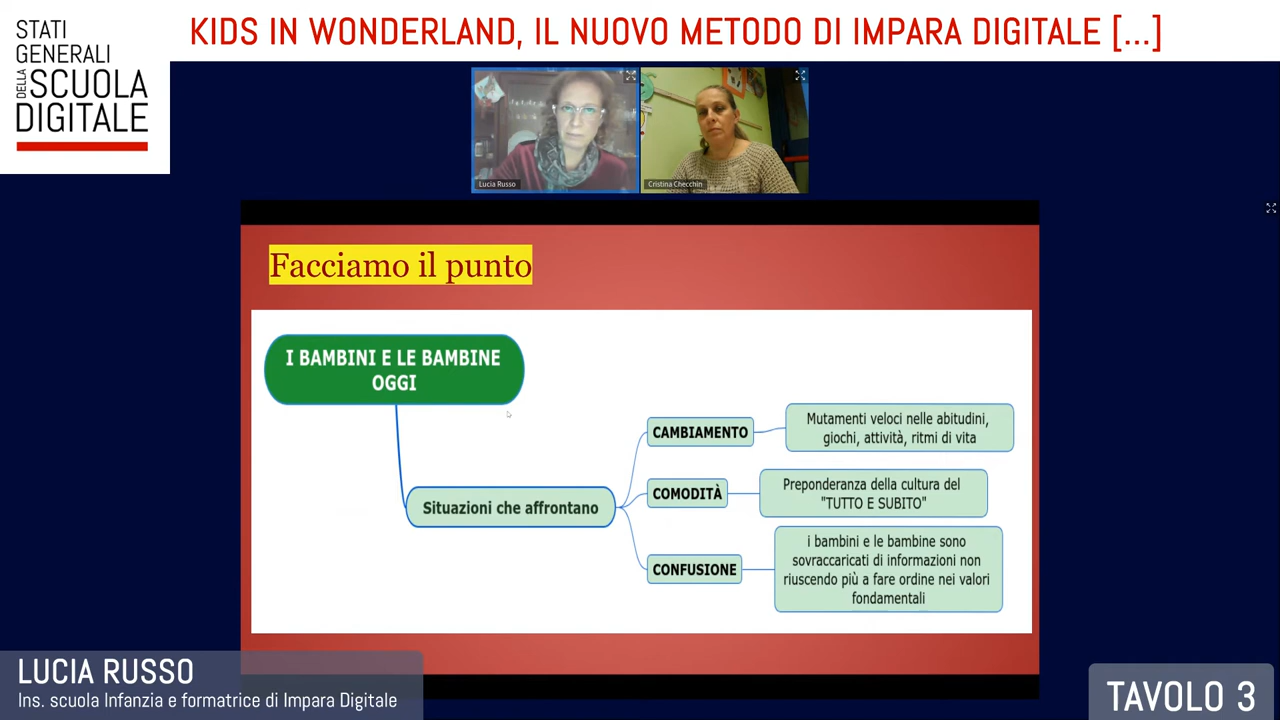 STATI
GENERALI
DELLA SCUOLA
DIGITALE
KIDS IN WONDERLAND, IL NUOVO METODO DI IMPARA DIGITALE [...]
Lucia Russo
Cristina Checchin
Facciamo il punto
I BAMBINI E LE BAMBINE
OGGI
Situazioni che affrontano
CAMBIAMENTO
Mutamenti veloci nelle abitudini,
giochi, attività, ritmi di vita
COMODITÀ
Preponderanza della cultura del
"TUTTO E SUBITO"
CONFUSIONE
i bambini e le bambine sono
sovraccaricati di informazioni non
riuscendo più a fare ordine nei valori
fondamentali
LUCIA RUSSO
Ins. scuola Infanzia e formatrice di Impara Digitale
TAVOLO 3